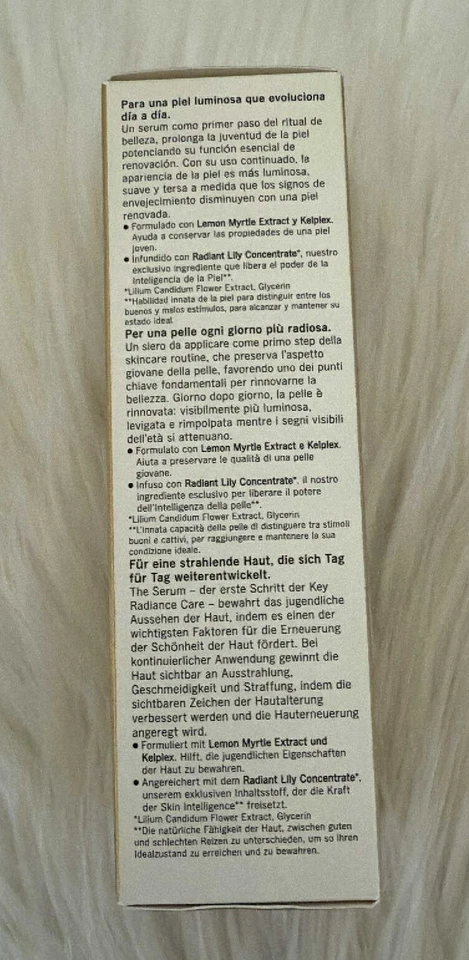 Para una piel luminosa que evoluciona
día a día.
Un serum como primer paso del ritual de
belleza, prolonga la juventud de la piel
potenciando su función esencial de
renovación. Con su uso continuado, la
apariencia de la piel es más luminosa,
suave y tersa a medida que los signos de
envejecimiento disminuyen con una piel
renovada.
• Formulado con Lemon Myrtle Extract y Kelplex.
Ayuda a conservar las propiedades de una piel
joven.
• Infundido con Radiant Lily Concentrate*, nuestro
exclusivo ingrediente que libera el poder de la
Inteligencia de la Piel**.
*Lilium Candidum Flower Extract, Glycerin
**Habilidad innata de la piel para distinguir entre los
buenos y malos estímulos, para alcanzar y mantener su
estado ideal.
Per una pelle ogni giorno più radiosa.
Un siero da applicare come primo step della
skincare routine, che preserva l'aspetto
giovane della pelle, favorendo uno dei punti
chiave fondamentali per rinnovarne la
bellezza. Giorno dopo giorno, la pelle è
rinnovata: visibilmente più luminosa,
levigata e rimpolpata mentre i segni visibili
dell'età si attenuano.
• Formulato con Lemon Myrtle Extract e Kelplex.
Aiuta a preservare le qualità di una pelle
giovane.
• Infuso con Radiant Lily Concentrate*, il nostro
ingrediente esclusivo per liberare il potere
dell'Intelligenza della pelle**.
*Lilium Candidum Flower Extract, Glycerin
**L'innata capacità della pelle di distinguere tra stimoli
buoni e cattivi, per raggiungere e mantenere la sua
condizione ideale.
Für eine strahlende Haut, die sich Tag
für Tag weiterentwickelt.
The Serum – der erste Schritt der Key
Radiance Care – bewahrt das jugendliche
Aussehen der Haut, indem es einen der
wichtigsten Faktoren für die Erneuerung
der Schönheit der Haut fördert. Bei
kontinuierlicher Anwendung gewinnt die
Haut sichtbar an Ausstrahlung,
Geschmeidigkeit und Straffung, indem die
sichtbaren Zeichen der Hautalterung
verbessert werden und die Hauterneuerung
angeregt wird.
• Formuliert mit Lemon Myrtle Extract und
Kelplex. Hilft, die jugendlichen Eigenschaften
der Haut zu bewahren.
• Angereichert mit dem Radiant Lily Concentrate*,
unserem exklusiven Inhaltsstoff, der die Kraft
der Skin Intelligence** freisetzt.
*Lilium Candidum Flower Extract, Glycerin
**Die natürliche Fähigkeit der Haut, zwischen guten
und schlechten Reizen zu unterschieden, um so ihren
Idealzustand zu erreichen und zu bewahren.